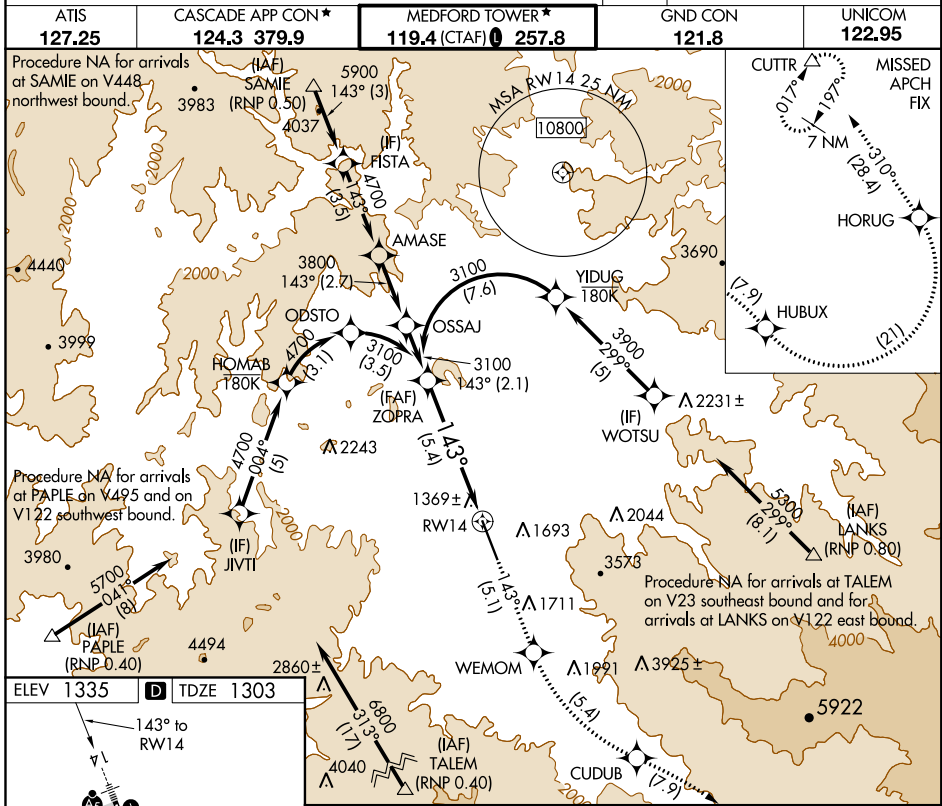 ATIS
127.25
CASCADE APP CON★
124.3 379.9
MEDFORD TOWER★
119.4 (CTAF) L 257.8
GND CON
121.8
UNICOM
122.95
Procedure NA for arrivals
at SAMIE on V448
northwest bound.
3983
(IAF)
SAMIE
(RNP 0.50)
5900
143° (3)
4037
(IF)
FISTA
4700
143°
(3.5)
AMASE
3800
143° (2.7)
OSSAJ
3100
143° (2.1)
MSA RW14 25 NM
10800
CUTTR
MISSED
APCH
FIX
017°
197°
7 NM
310°
(28.4)
HORUG
(7.9)
HUBUX
(21)
2000
2000
2000
2000
2000
4440
3999
3690
YIDUG
180K
3100
(7.6)
3900
299°
(5)
(IF)
WOTSU
2231±
ODSTO
4700
(3.1)
3100
(3.5)
HOMAB
180K
4700
004°
(5)
(IF)
JIVTI
2000
(FAF)
ZOPRA
143°
(5.4)
2243
Procedure NA for arrivals
at PAPLE on V495 and on
V122 southwest bound.
3980
5700
041°
(8)
(IAF)
PAPLE
(RNP 0.40)
4494
1369±
RW14
1693
2044
3573
5300
299°
(8.1)
(IAF)
LANKS
(RNP 0.80)
Procedure NA for arrivals at TALEM
on V23 southeast bound and for
arrivals at LANKS on V122 east bound.
4000
143°
(5.1)
1711
WEMOM
1991
3925±
5922
(5.4)
CUDUB
(7.9)
2000
2860±
6800
313°
(17)
(IAF)
TALEM
(RNP 0.40)
4040
ELEV 1335
D
TDZE 1303
143° to
RW14
14